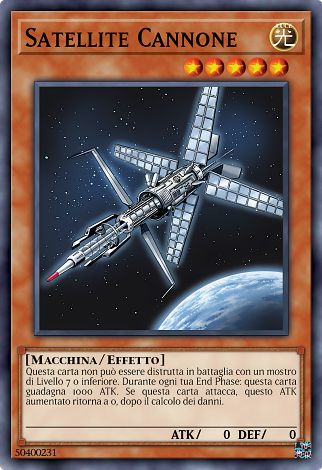 Satellite Cannone
光
[Macchina/Effetto]
Questa carta non può essere distrutta in battaglia con un mostro
di Livello 7 o inferiore. Durante ogni tua End Phase: questa carta
guadagna 1000 ATK. Se questa carta attacca, questo ATK
aumentato ritorna a 0, dopo il calcolo dei danni.
ATK/ 0 DEF/ 0
50400231